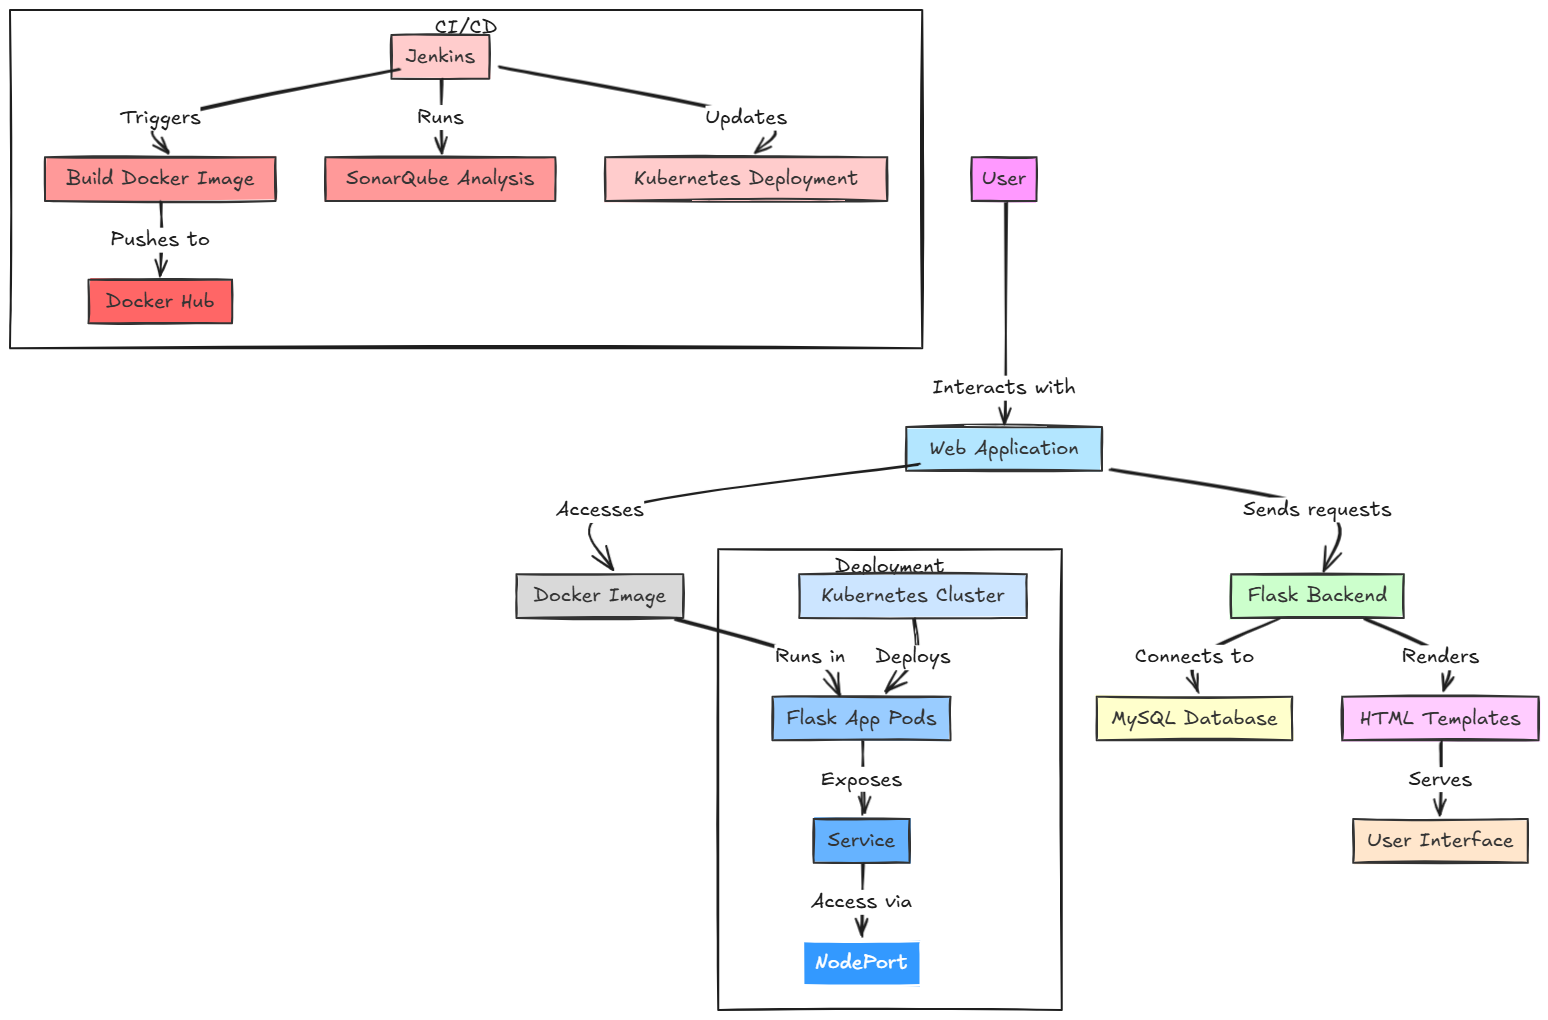 CI/CD
Jenkins
Triggers
Runs
Updates
Build Docker Image
SonarQube Analysis
Kubernetes Deployment
User
Pushes to
Docker Hub
Interacts with
Web Application
Accesses
Sends requests
Deployment
Docker Image
Kubernetes Cluster
Flask Backend
Runs in
Deploys
Connects to
Renders
Flask App Pods
MySQL Database
HTML Templates
Exposes
Serves
Service
User Interface
Access via
NodePort